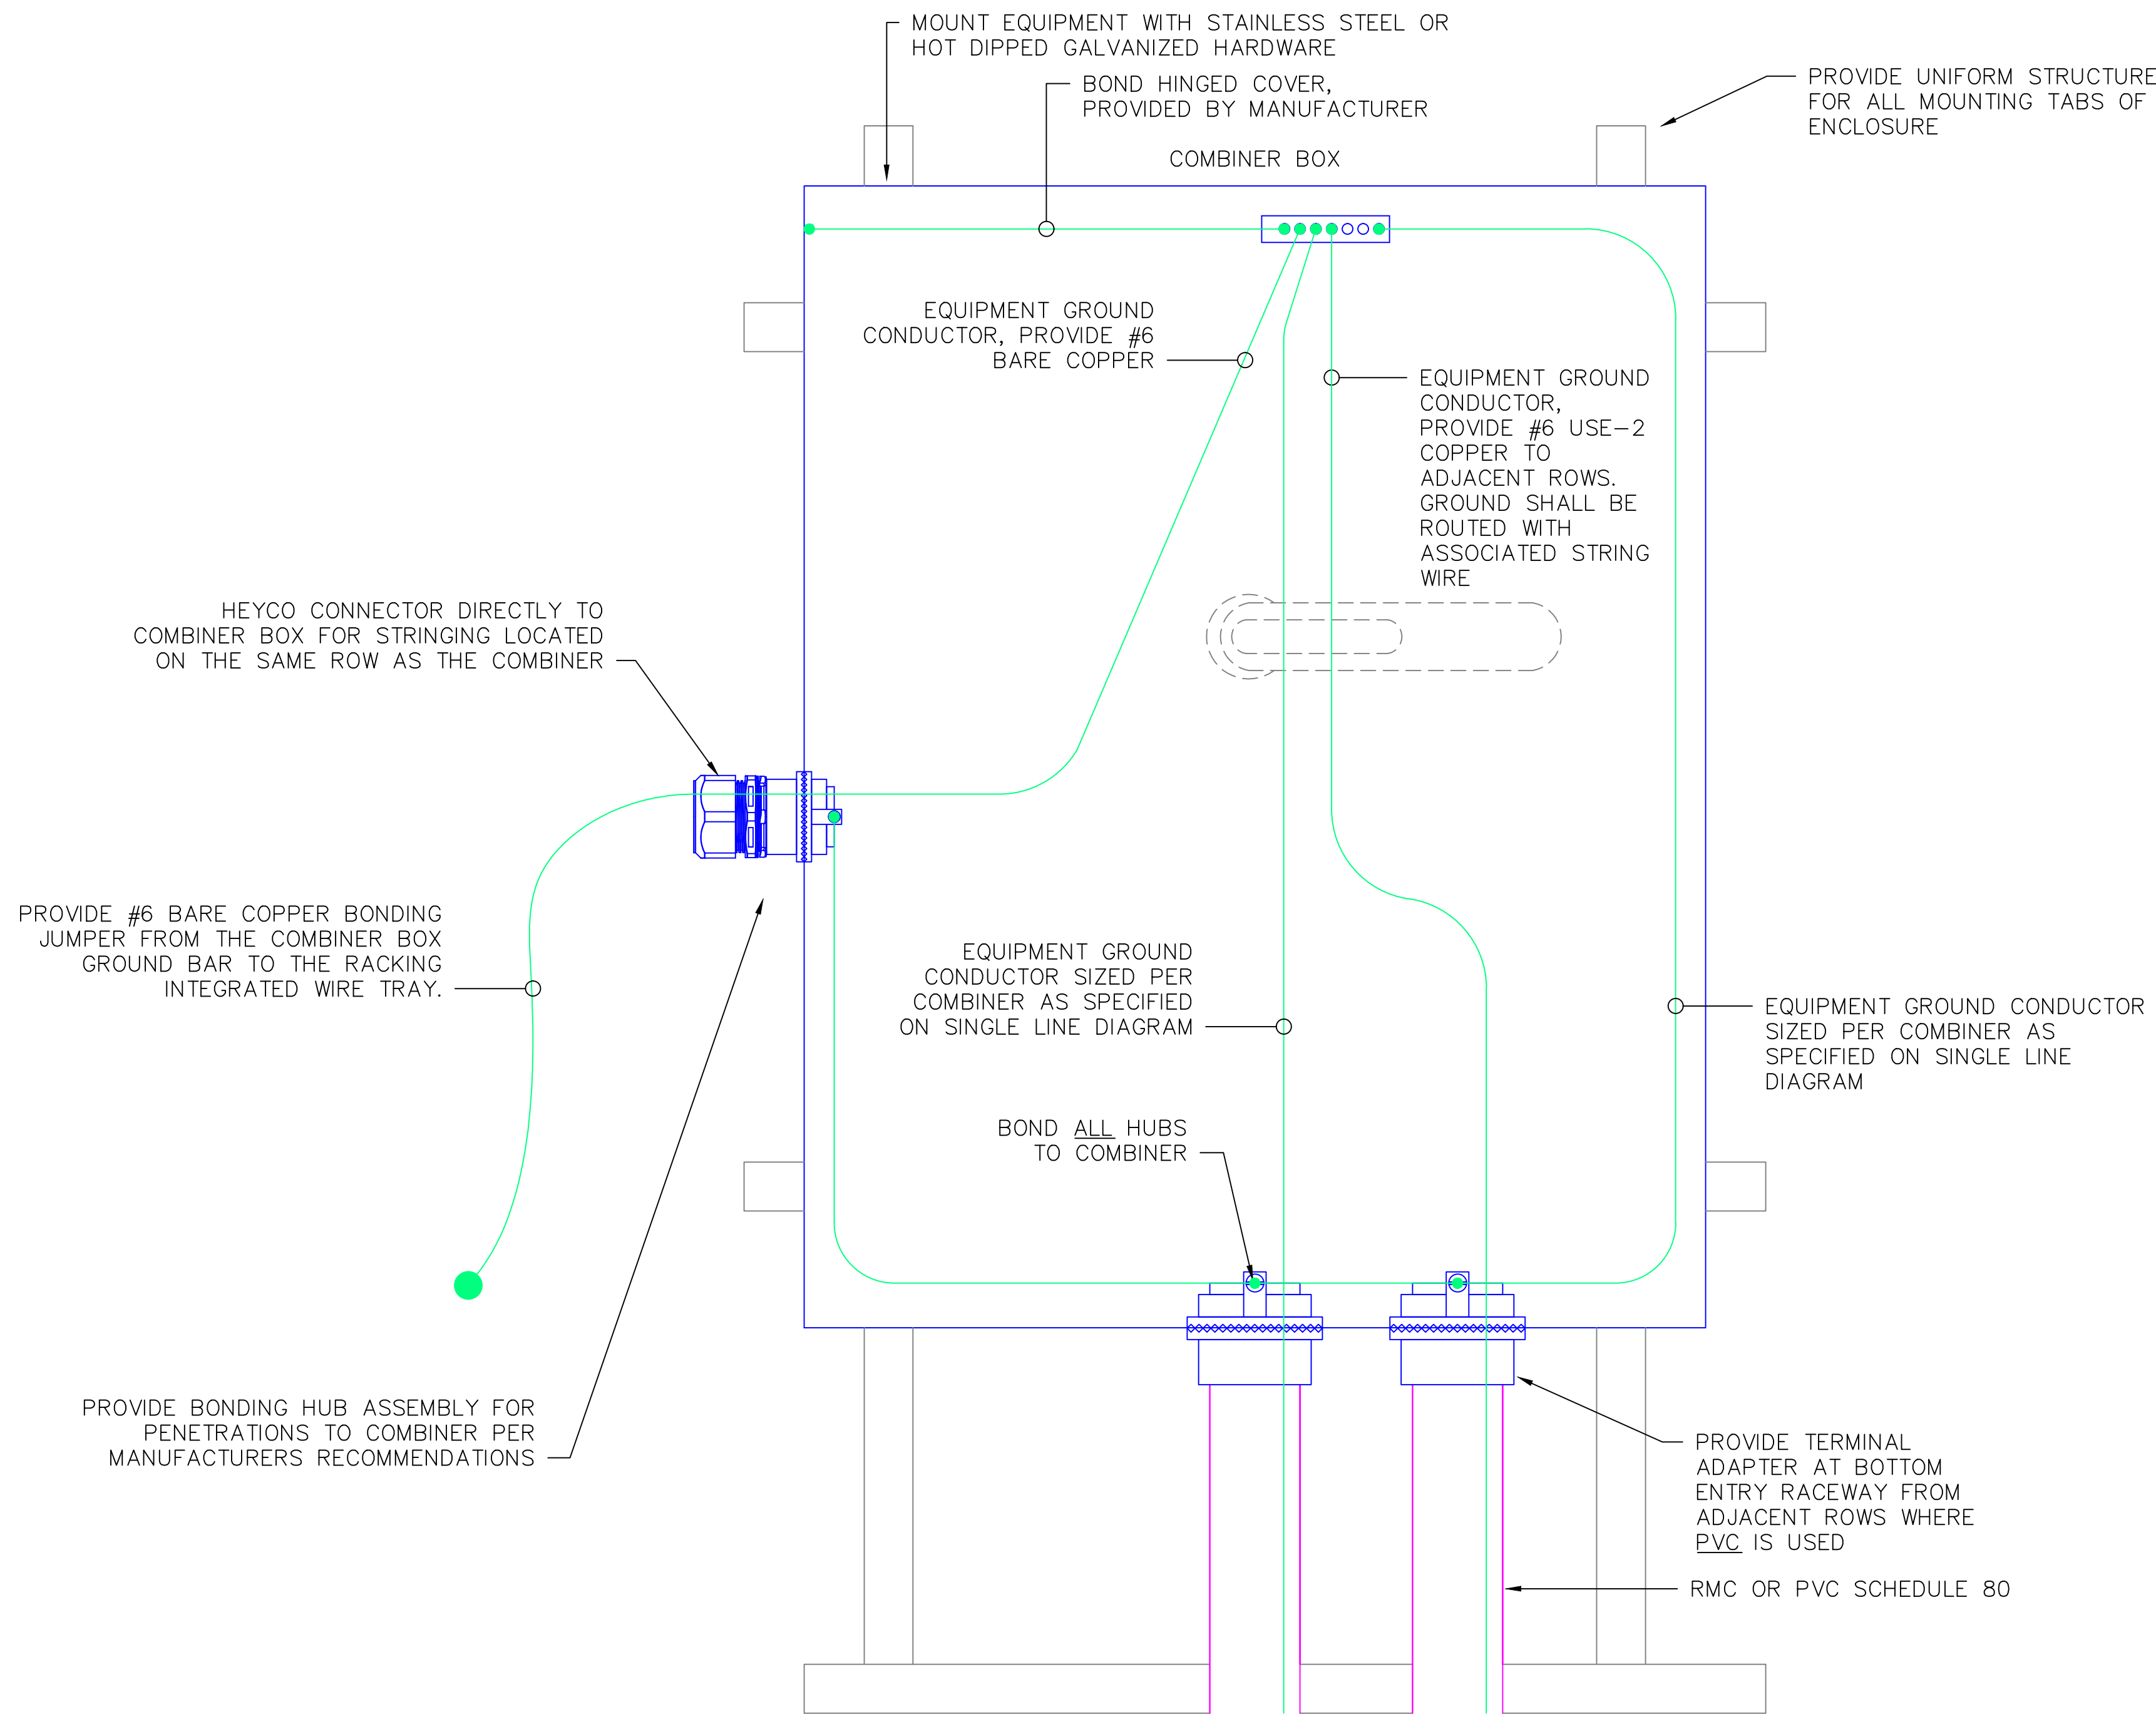 MOUNT EQUIPMENT WITH STAINLESS STEEL OR
HOT DIPPED GALVANIZED HARDWARE
BOND HINGED COVER,
PROVIDED BY MANUFACTURER
PROVIDE UNIFORM STRUCTURE
FOR ALL MOUNTING TABS OF
ENCLOSURE
COMBINER BOX
EQUIPMENT GROUND
CONDUCTOR, PROVIDE #6
BARE COPPER
EQUIPMENT GROUND
CONDUCTOR,
PROVIDE #6 USE-2
COPPER TO
ADJACENT ROWS.
GROUND SHALL BE
ROUTED WITH
ASSOCIATED STRING
WIRE
HEYCO CONNECTOR DIRECTLY TO
COMBINER BOX FOR STRINGING LOCATED
ON THE SAME ROW AS THE COMBINER
PROVIDE #6 BARE COPPER BONDING
JUMPER FROM THE COMBINER BOX
GROUND BAR TO THE RACKING
INTEGRATED WIRE TRAY.
EQUIPMENT GROUND
CONDUCTOR SIZED PER
COMBINER AS SPECIFIED
ON SINGLE LINE DIAGRAM
EQUIPMENT GROUND CONDUCTOR
SIZED PER COMBINER AS
SPECIFIED ON SINGLE LINE
DIAGRAM
BOND ALL HUBS
TO COMBINER
PROVIDE BONDING HUB ASSEMBLY FOR
PENETRATIONS TO COMBINER PER
MANUFACTURERS RECOMMENDATIONS
PROVIDE TERMINAL
ADAPTER AT BOTTOM
ENTRY RACEWAY FROM
ADJACENT ROWS WHERE
PVC IS USED
RMC OR PVC SCHEDULE 80